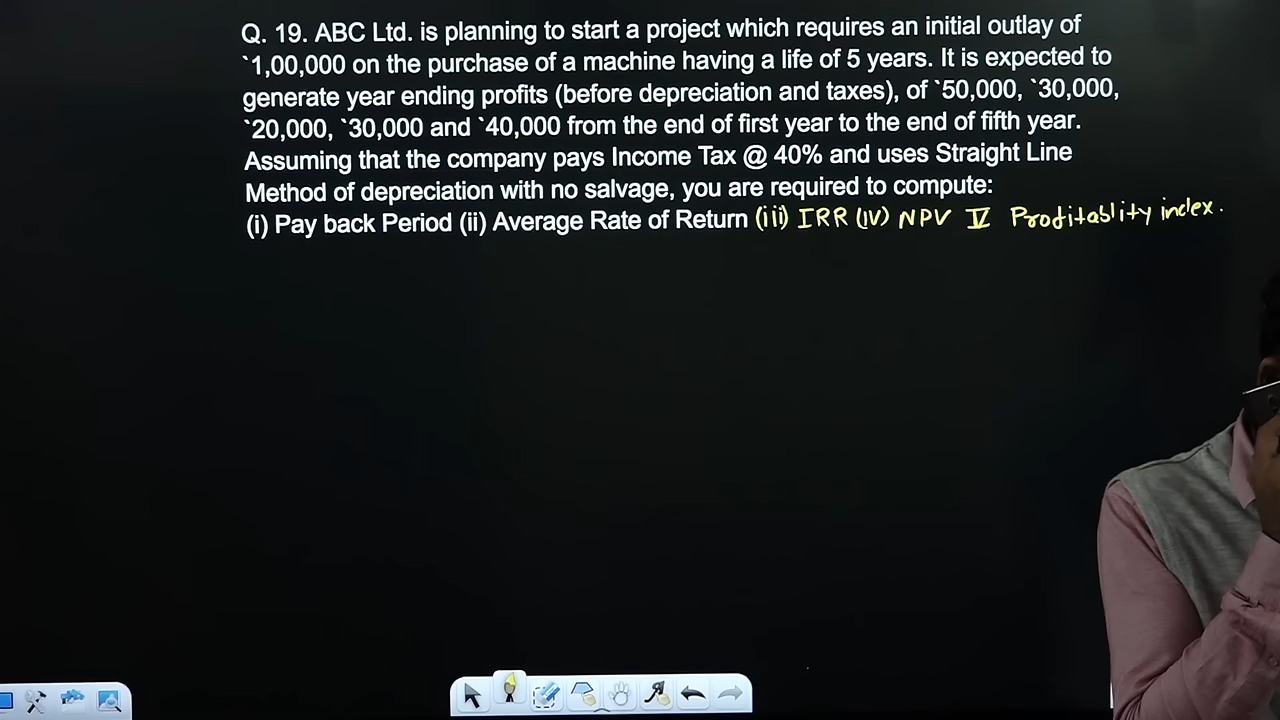 Q. 19. ABC Ltd. is planning to start a project which requires an initial outlay of
`1,00,000 on the purchase of a machine having a life of 5 years. It is expected to
generate year ending profits (before depreciation and taxes), of `50,000, `30,000,
`20,000, `30,000 and `40,000 from the end of first year to the end of fifth year.
Assuming that the company pays Income Tax @ 40% and uses Straight Line
Method of depreciation with no salvage, you are required to compute:
(i) Pay back Period (ii) Average Rate of Return (iii) IRR (IV) NPV V Profitablity index.